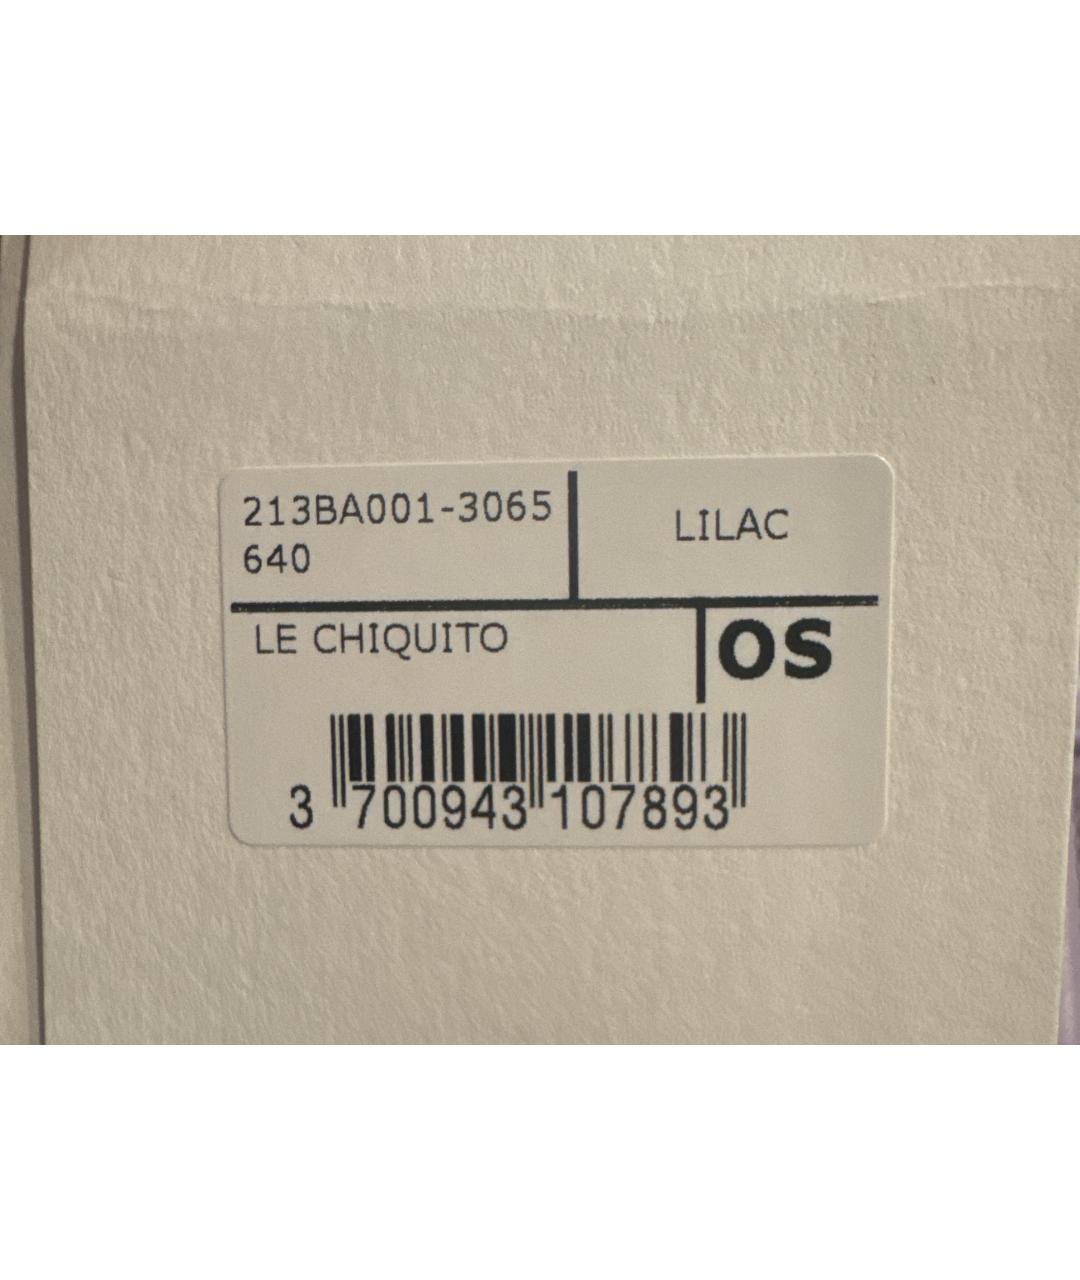 213BA001-3065
640
LILAC
LE CHIQUITO
OS
3 700943 107893